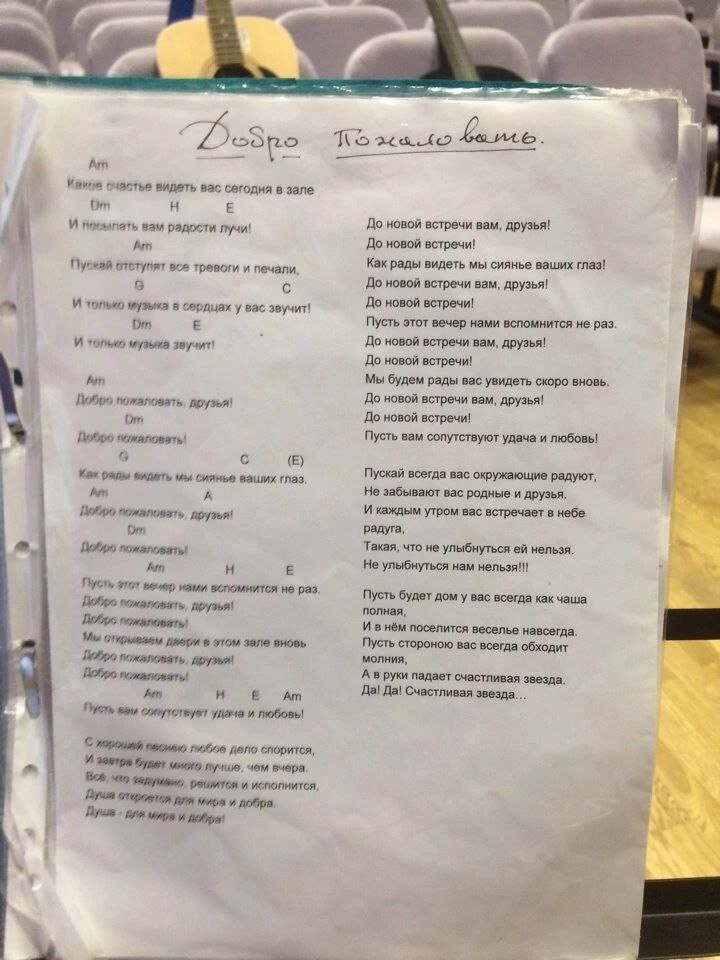 Добро пожаловать.
Am
Какое счастье видеть вас сегодня в зале
Dm H E
И посылать вам радости лучи!
Am
Пускай отступят все тревоги и печали,
G C
И только музыка в сердцах у вас звучит!
Dm E
И только музыка звучит!
Am
Добро пожаловать, друзья!
Dm
Добро пожаловать!
G C (E)
Как рады видеть мы сиянье ваших глаз.
Am A
Добро пожаловать, друзья!
Dm
Добро пожаловать!
Am H E
Пусть этот вечер нами вспомнится не раз.
Добро пожаловать, друзья!
Добро пожаловать!
Мы открываем двери в этом зале вновь
Добро пожаловать, друзья!
Добро пожаловать!
Am H E Am
Пусть вам сопутствует удача и любовь!
С хорошей песнею любое дело спорится,
И завтра будет много лучше, чем вчера.
Всё, что задумано, решится и исполнится,
Душа откроется для мира и добра.
Душа - для мира и добра!
До новой встречи вам, друзья!
До новой встречи!
Как рады видеть мы сиянье ваших глаз!
До новой встречи вам, друзья!
До новой встречи!
Пусть этот вечер нами вспомнится не раз.
До новой встречи вам, друзья!
До новой встречи!
Мы будем рады вас увидеть скоро вновь.
До новой встречи вам, друзья!
До новой встречи!
Пусть вам сопутствуют удача и любовь!
Пускай всегда вас окружающие радуют,
Не забывают вас родные и друзья.
И каждым утром вас встречает в небе
радуга,
Такая, что не улыбнуться ей нельзя.
Не улыбнуться нам нельзя!!!
Пусть будет дом у вас всегда как чаша
полная,
И в нём поселится веселье навсегда.
Пусть стороною вас всегда обходит
молния,
А в руки падает счастливая звезда.
Да! Да! Счастливая звезда...